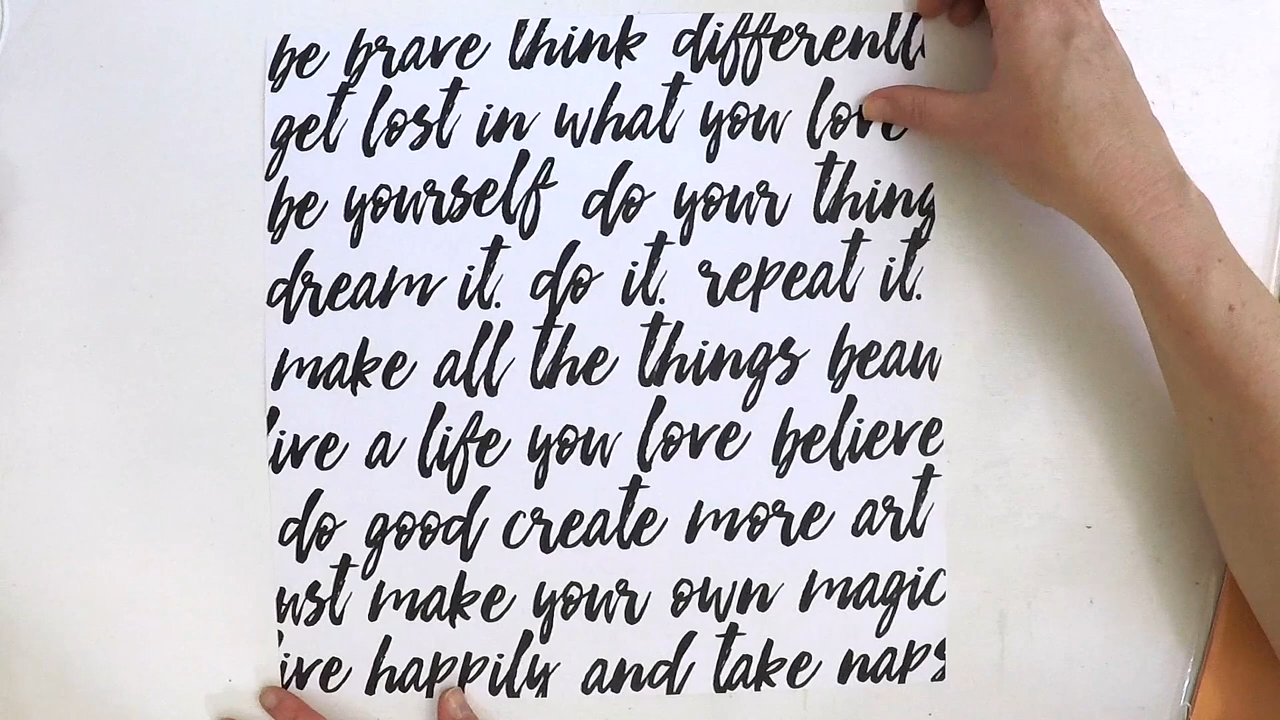 be brave think differentl
get lost in what you love
be yourself do your thing
dream it. do it. repeat it.
make all the things beau
live a life you love believe
do good create more art
ust make your own magic
ive happily and take naps